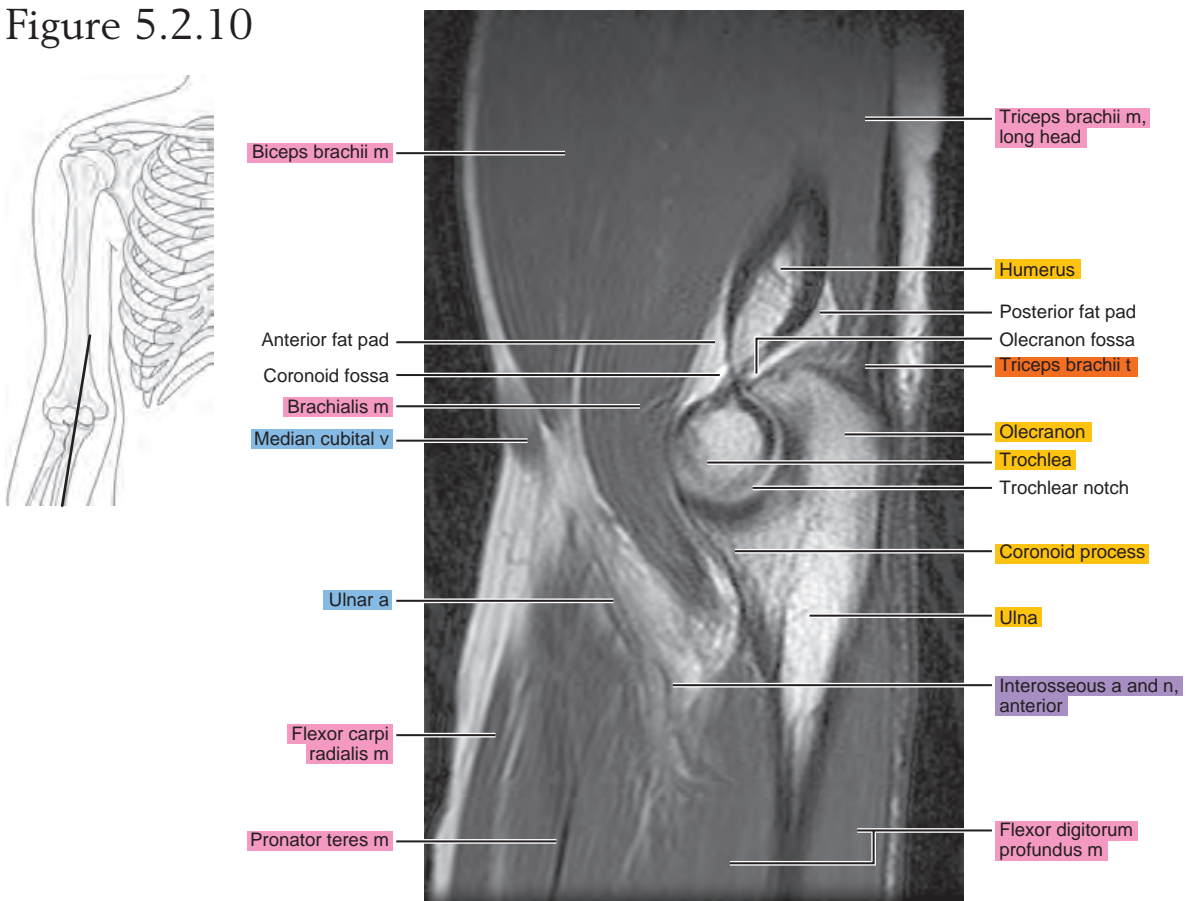 Figure 5.2.10
Biceps brachii m
Anterior fat pad
Coronoid fossa
Brachialis m
Median cubital v
Ulnar a
Flexor carpi
radialis m
Pronator teres m
Triceps brachii m,
long head
Humerus
Posterior fat pad
Olecranon fossa
Triceps brachii t
Olecranon
Trochlea
Trochlear notch
Coronoid process
Ulna
Interosseous a and n,
anterior
Flexor digitorum
profundus m